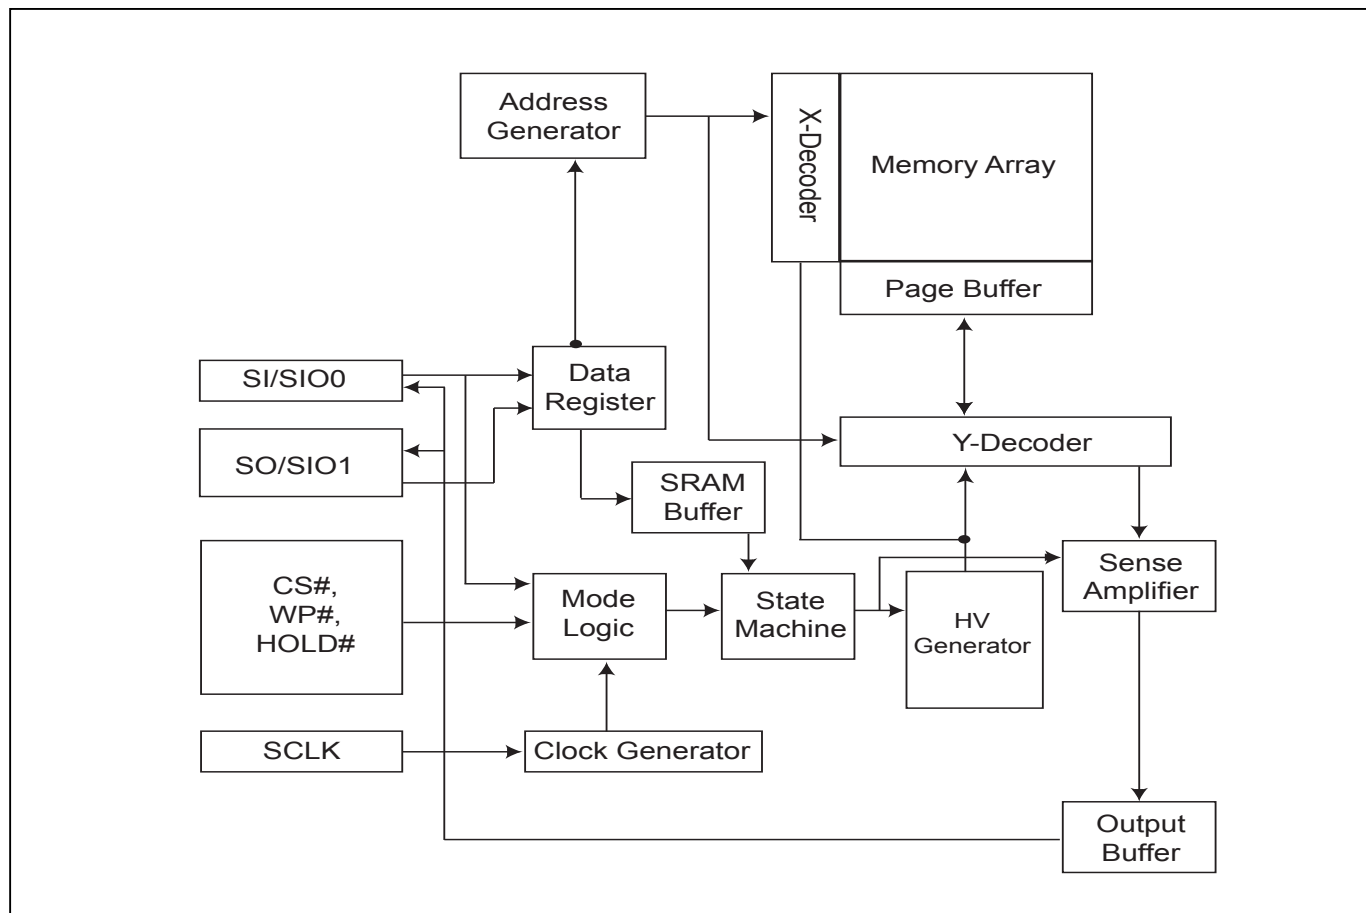 Address
Generator
X-Decoder
Memory Array
Page Buffer
SI/SIO0
Data
Register
SO/SIO1
Y-Decoder
SRAM
Buffer
CS#,
WP#,
HOLD#
Mode
Logic
State
Machine
HV
Generator
Sense
Amplifier
SCLK
Clock Generator
Output
Buffer